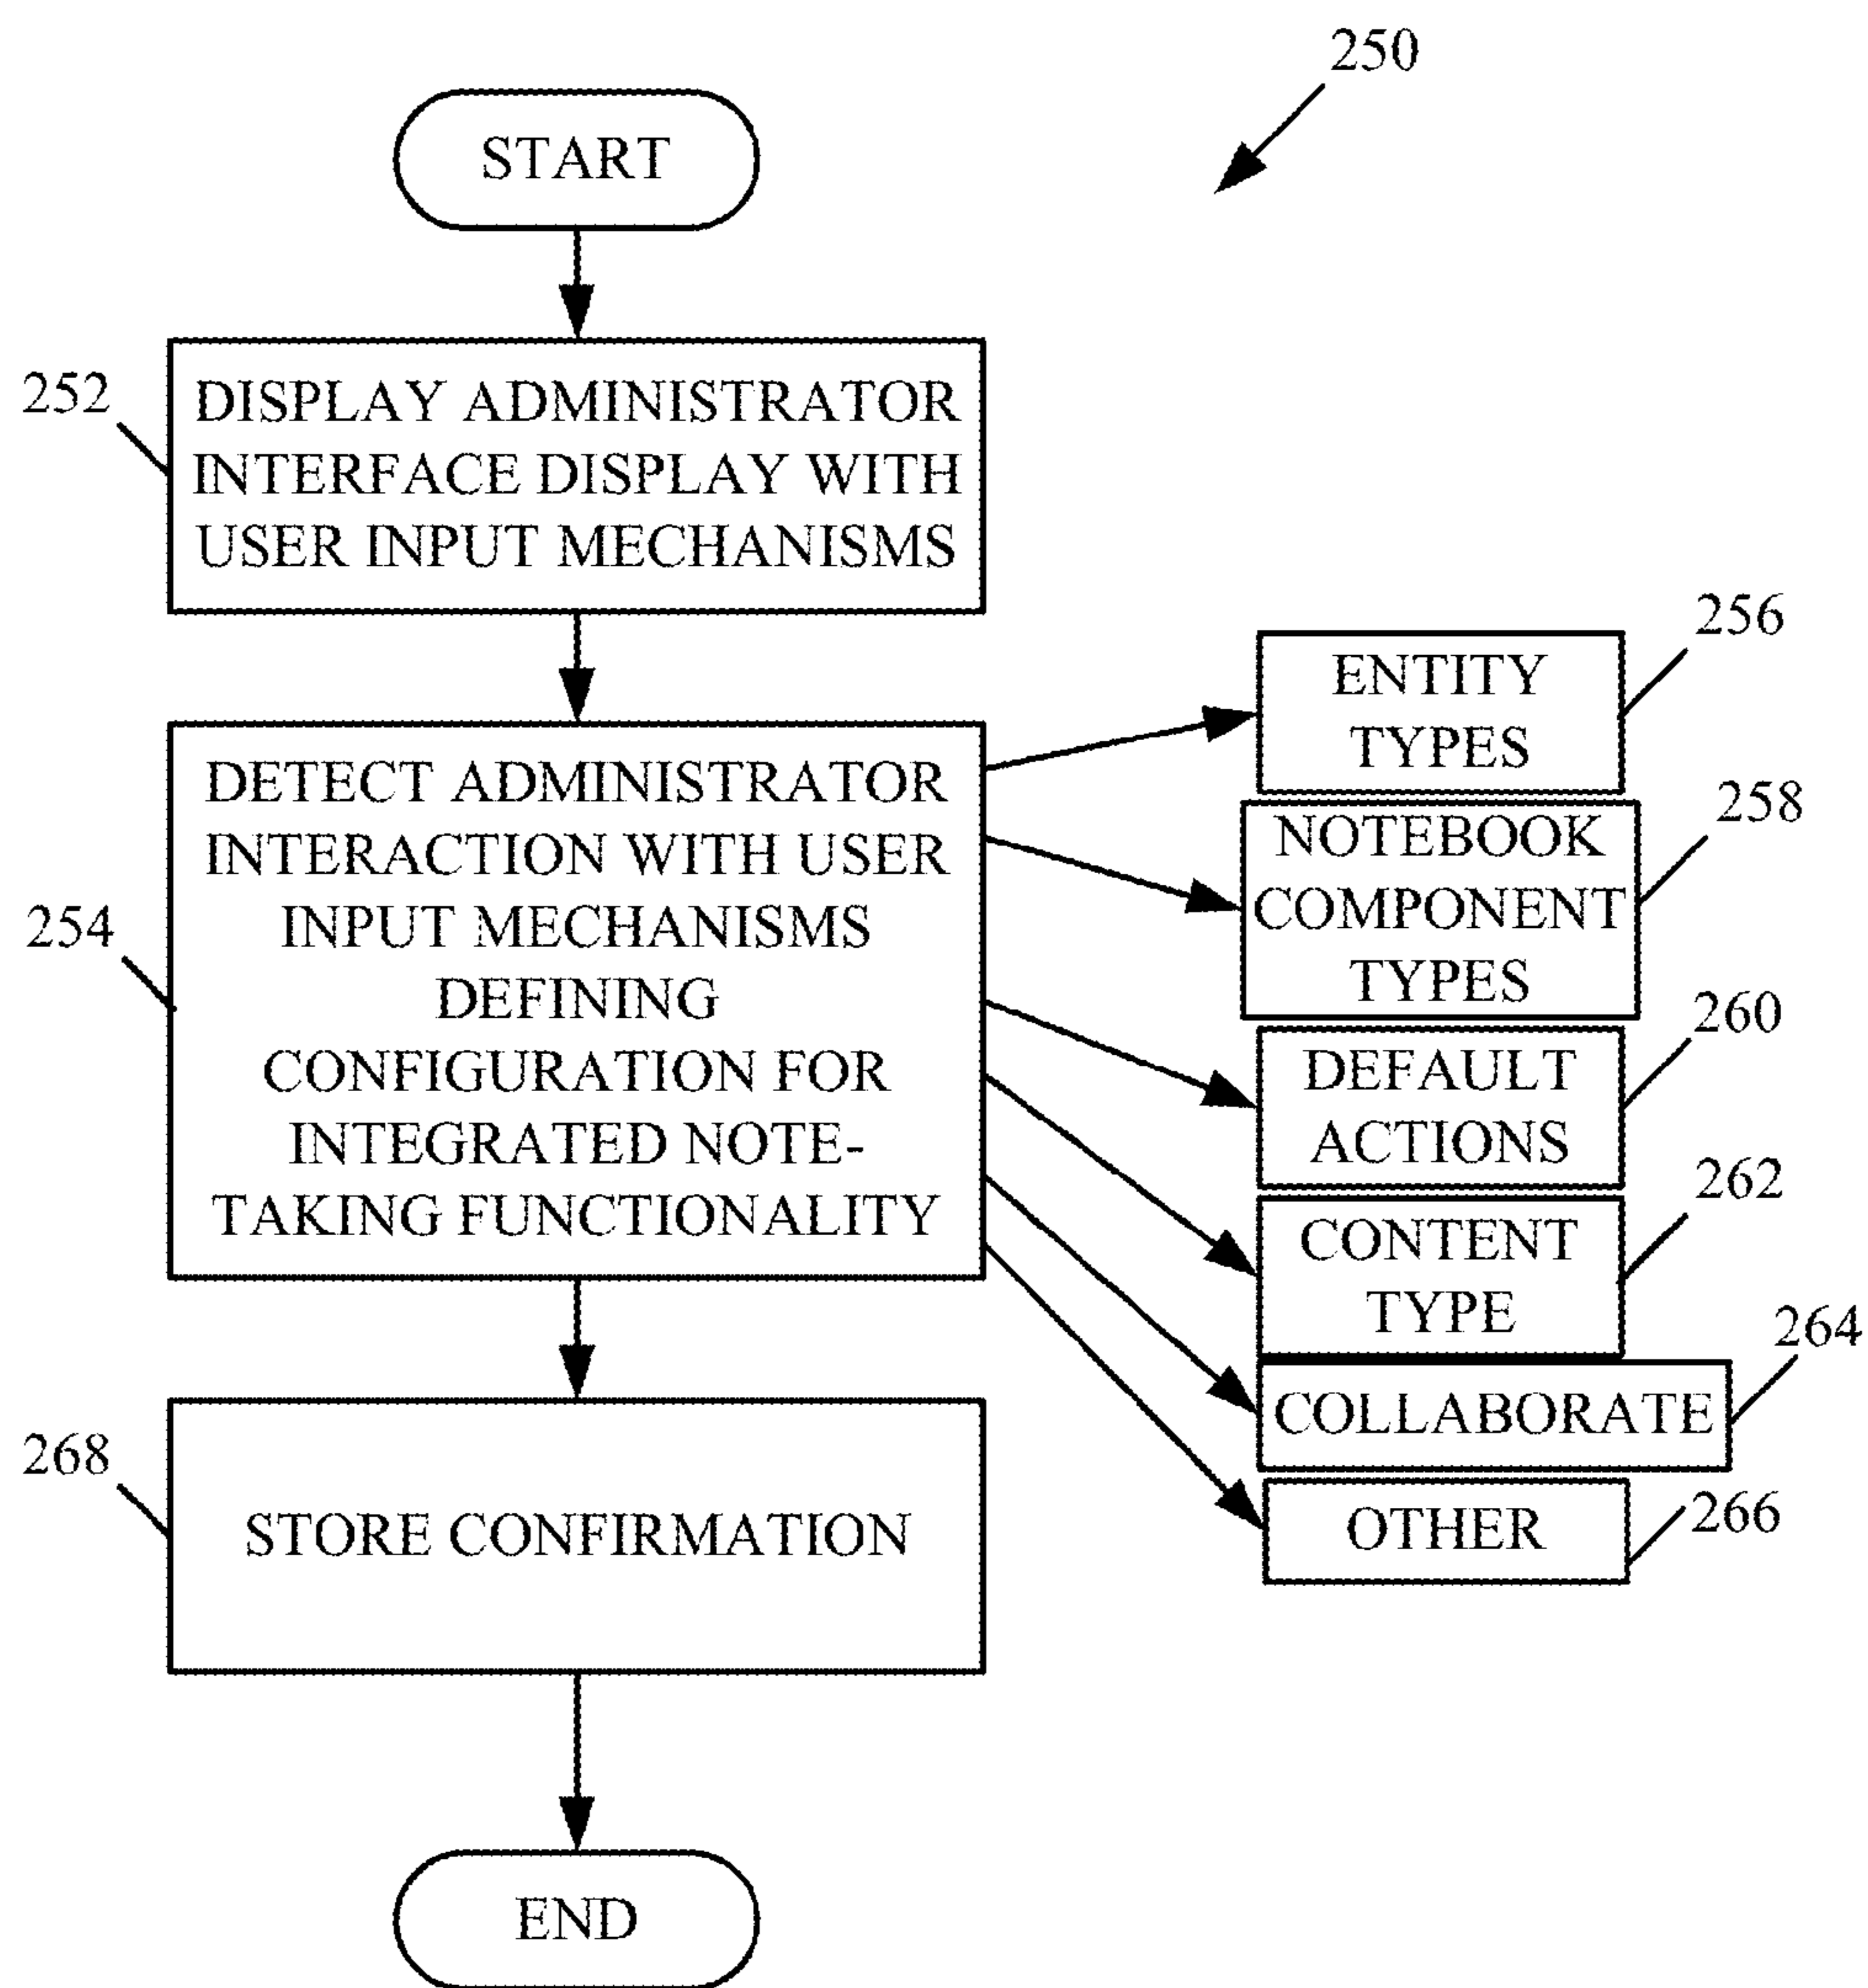 250
START
252
DISPLAY ADMINISTRATOR
INTERFACE DISPLAY WITH
USER INPUT MECHANISMS
254
DETECT ADMINISTRATOR
INTERACTION WITH USER
INPUT MECHANISMS
DEFINING
CONFIGURATION FOR
INTEGRATED NOTE-
TAKING FUNCTIONALITY
256
ENTITY
TYPES
258
NOTEBOOK
COMPONENT
TYPES
260
DEFAULT
ACTIONS
262
CONTENT
TYPE
264
COLLABORATE
266
OTHER
268
STORE CONFIRMATION
END